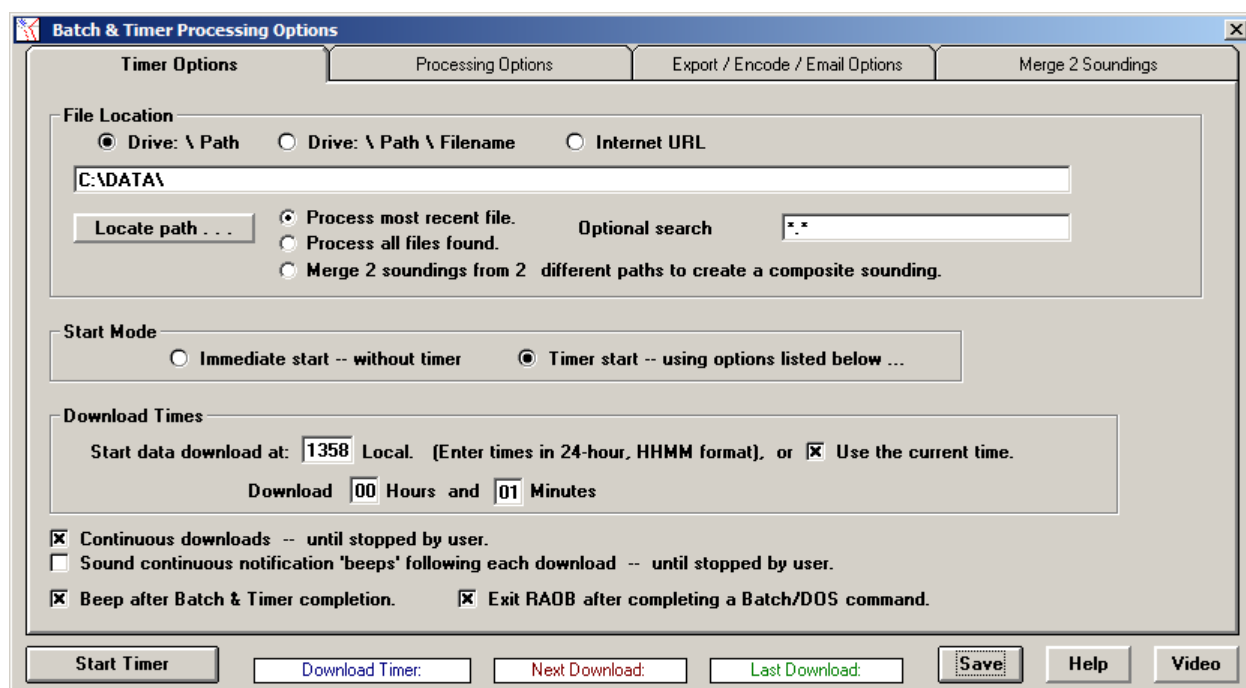 Batch & Timer Processing Options
Timer Options
Processing Options
Export / Encode / Email Options
Merge 2 Soundings
File Location
Drive: \ Path
Drive: \ Path \ Filename
Internet URL
C:\DATA\
Locate path . . .
Process most recent file.
Optional search
*.*
Process all files found.
Merge 2 soundings from 2 different paths to create a composite sounding.
Start Mode
Immediate start -- without timer
Timer start -- using options listed below ...
Download Times
Start data download at: 1358 Local. (Enter times in 24-hour, HHMM format), or Use the current time.
Download 00 Hours and 01 Minutes
Continuous downloads -- until stopped by user.
Sound continuous notification 'beeps' following each download -- until stopped by user.
Beep after Batch & Timer completion.
Exit RAOB after completing a Batch/DOS command.
Start Timer
Download Timer:
Next Download:
Last Download:
Save
Help
Video